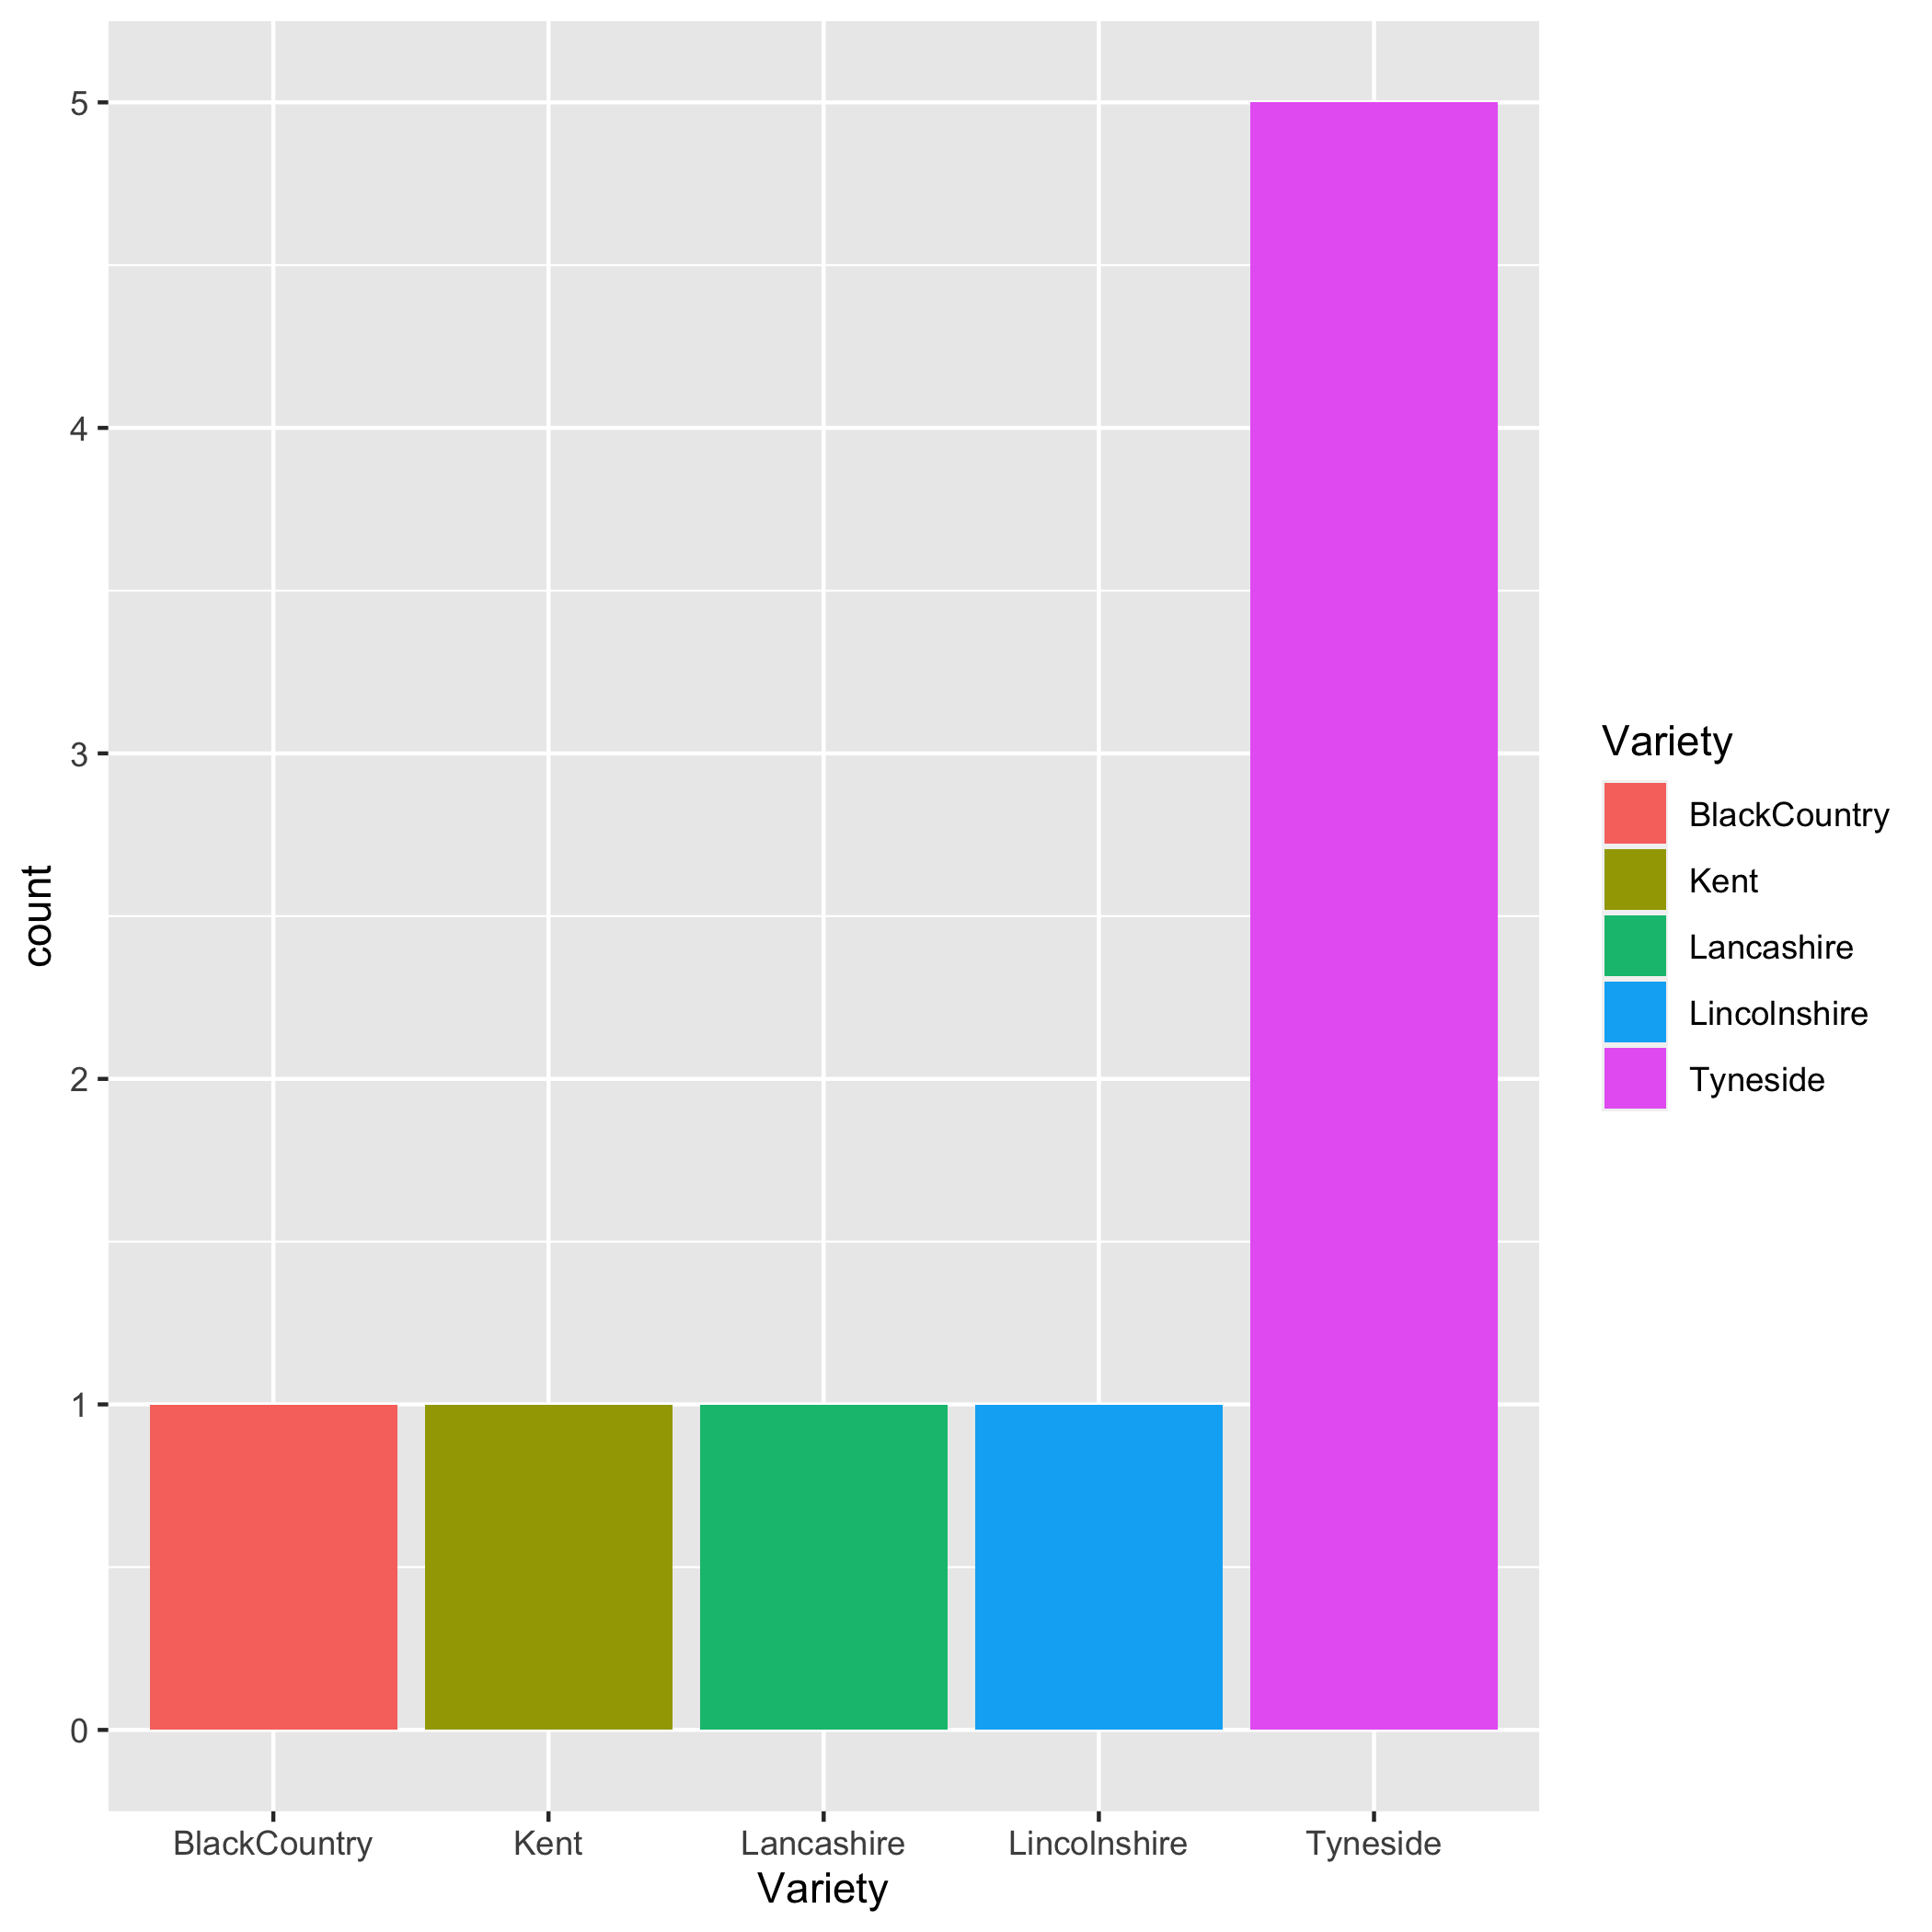 5
4
3
2
1
0
count
BlackCountry
Kent
Lancashire
Lincolnshire
Tyneside
Variety
Variety
BlackCountry
Kent
Lancashire
Lincolnshire
Tyneside